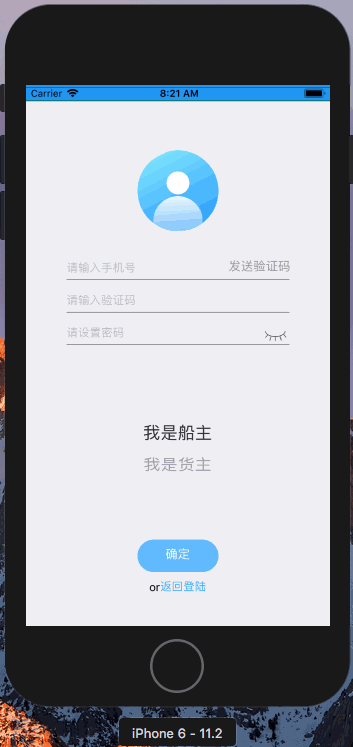 Carrier 8:21 AM
请输入手机号 发送验证码
请输入验证码
请设置密码
我是船主
我是货主
确定
or返回登陆
iPhone 6 - 11.2